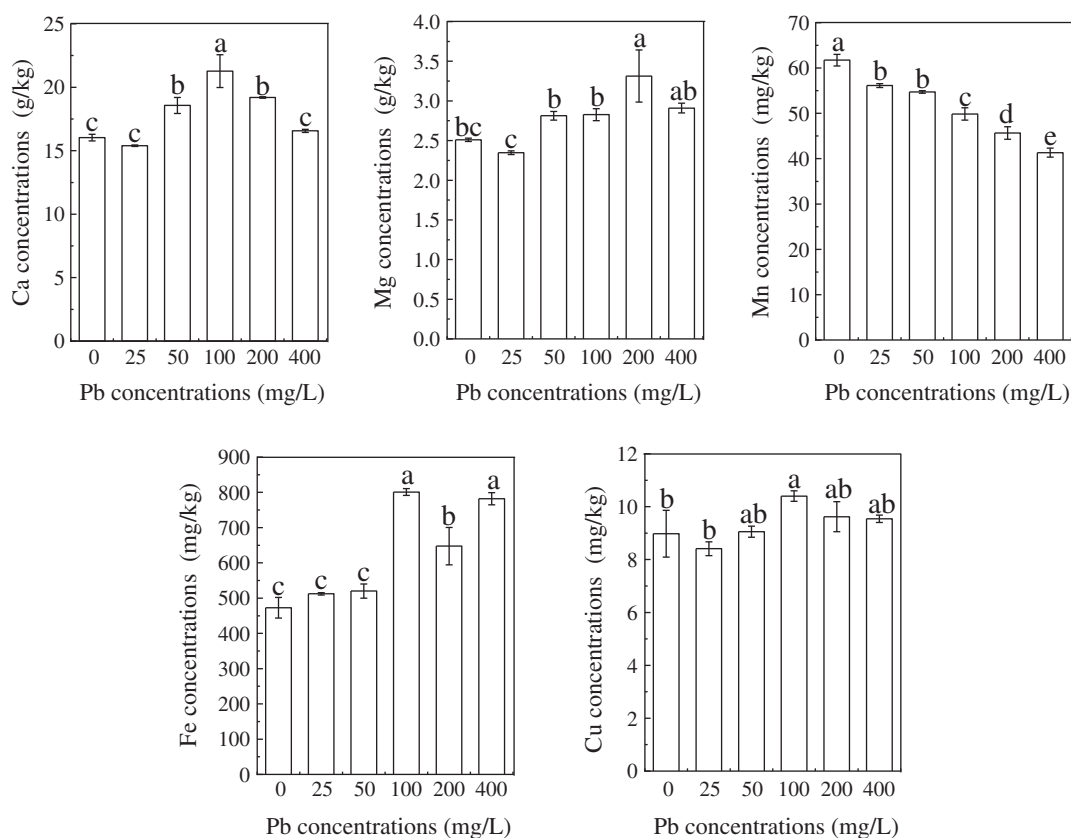 Ca concentrations (g/kg)
25
20
15
10
5
0
c
c
b
a
b
c
0 25 50 100 200 400
Pb concentrations (mg/L)
Mg concentrations (g/kg)
4.0
3.5
3.0
2.5
2.0
1.5
1.0
0.5
0.0
bc
c
b
b
a
ab
0 25 50 100 200 400
Pb concentrations (mg/L)
Mn concentrations (mg/kg)
70
60
50
40
30
20
10
0
a
b
b
c
d
e
0 25 50 100 200 400
Pb concentrations (mg/L)
Fe concentrations (mg/kg)
900
800
700
600
500
400
300
200
100
0
c
c
c
a
b
a
0 25 50 100 200 400
Pb concentrations (mg/L)
Cu concentrations (mg/kg)
12
10
8
6
4
2
0
b
b
ab
a
ab
ab
0 25 50 100 200 400
Pb concentrations (mg/L)